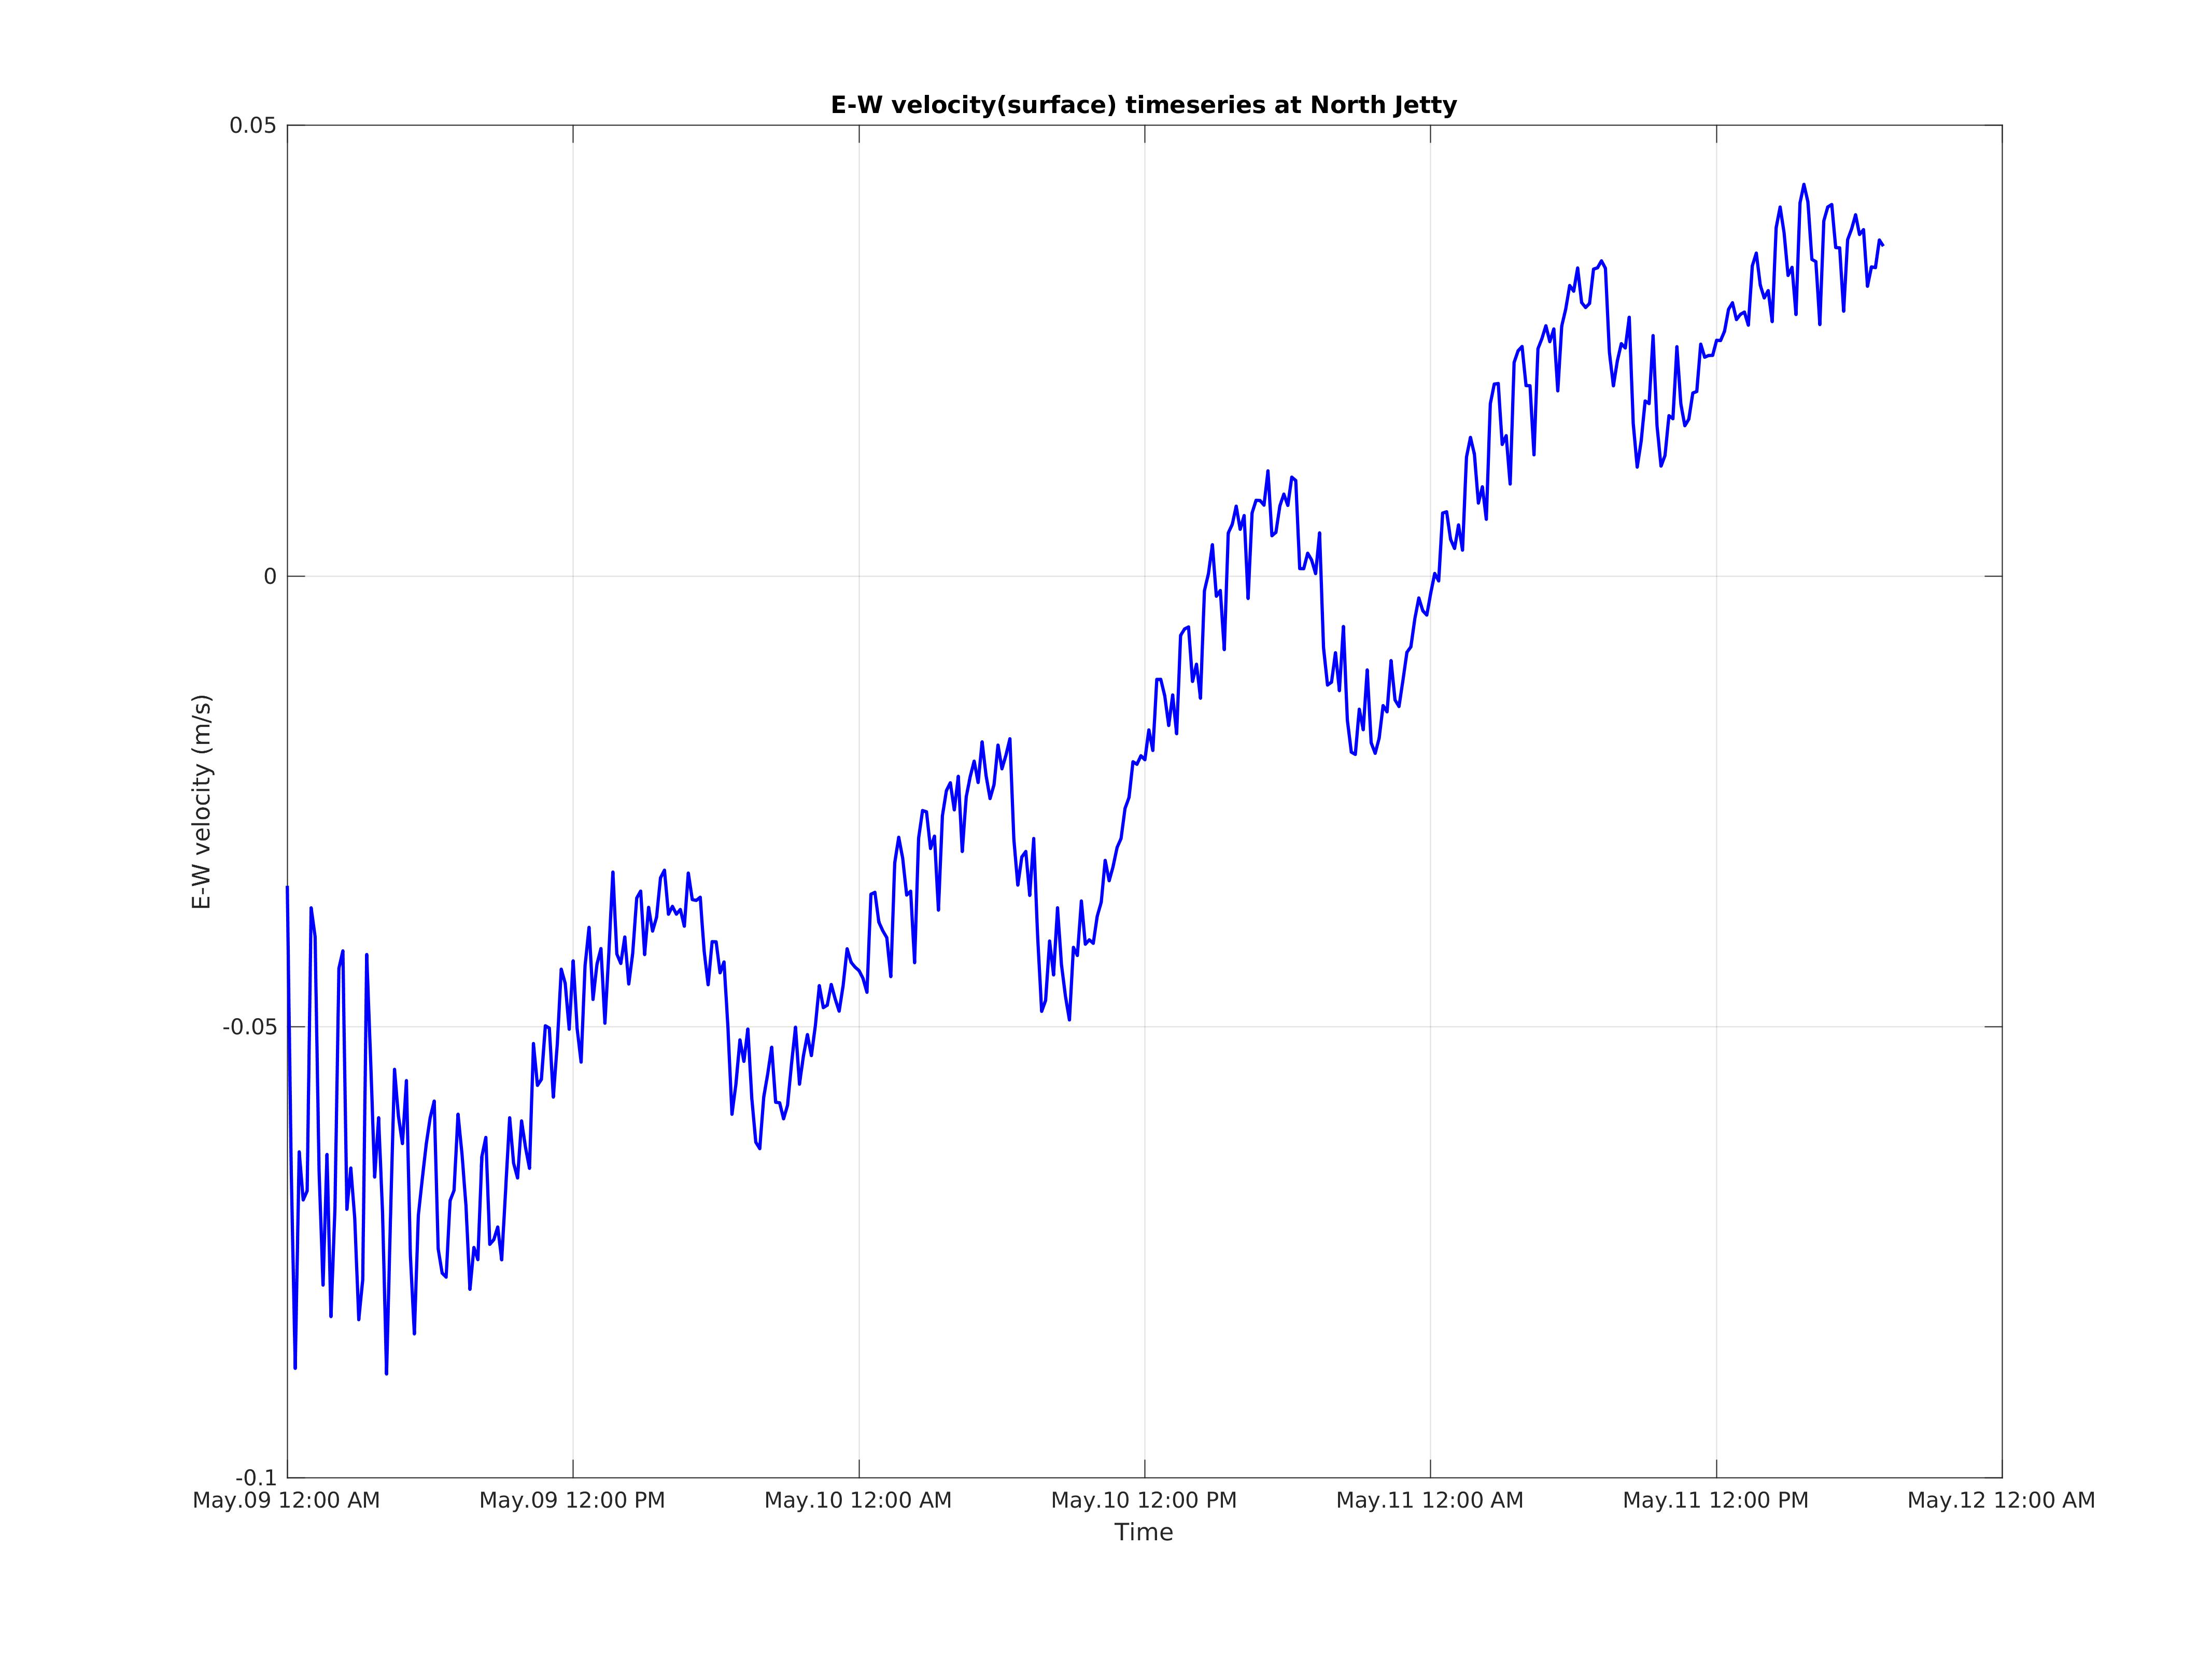 E-W velocity(surface) timeseries at North Jetty
0.05
0
-0.05
-0.1
E-W velocity (m/s)
May.09 12:00 AM
May.09 12:00 PM
May.10 12:00 AM
May.10 12:00 PM
May.11 12:00 AM
May.11 12:00 PM
May.12 12:00 AM
Time